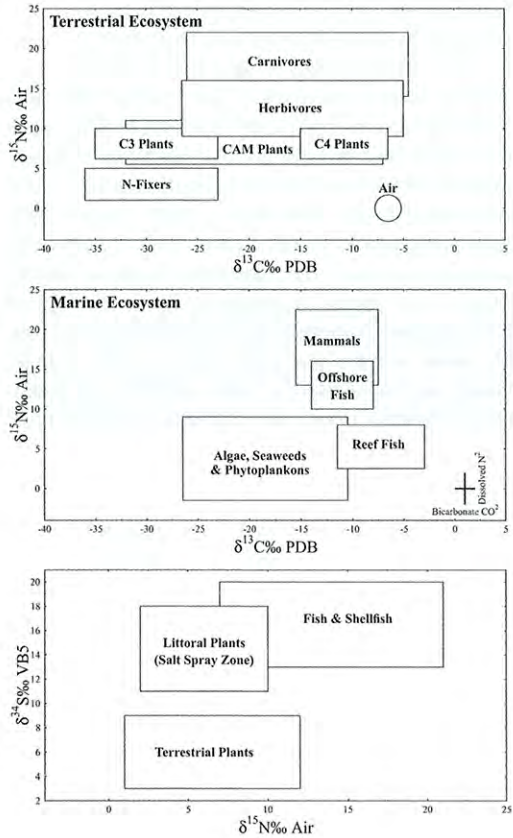 Terrestrial Ecosystem
25
20
15
10
5
0
δ¹⁵N‰ Air
Carnivores
Herbivores
C3 Plants
CAM Plants
C4 Plants
N-Fixers
Air
-40
-35
-30
-25
-20
-15
-10
-5
0
5
δ¹³C‰ PDB
Marine Ecosystem
25
20
15
10
5
0
δ¹⁵N‰ Air
Mammals
Offshore
Fish
Reef Fish
Algae, Seaweeds
& Phytoplankons
Dissolved N²
Bicarbonate CO²
-40
-35
-30
-25
-20
-15
-10
-5
0
5
δ¹³C‰ PDB
20
18
16
14
12
10
8
6
4
2
δ³⁴S‰ VB5
Fish & Shellfish
Littoral Plants
(Salt Spray Zone)
Terrestrial Plants
0
5
10
15
20
25
δ¹⁵N‰ Air